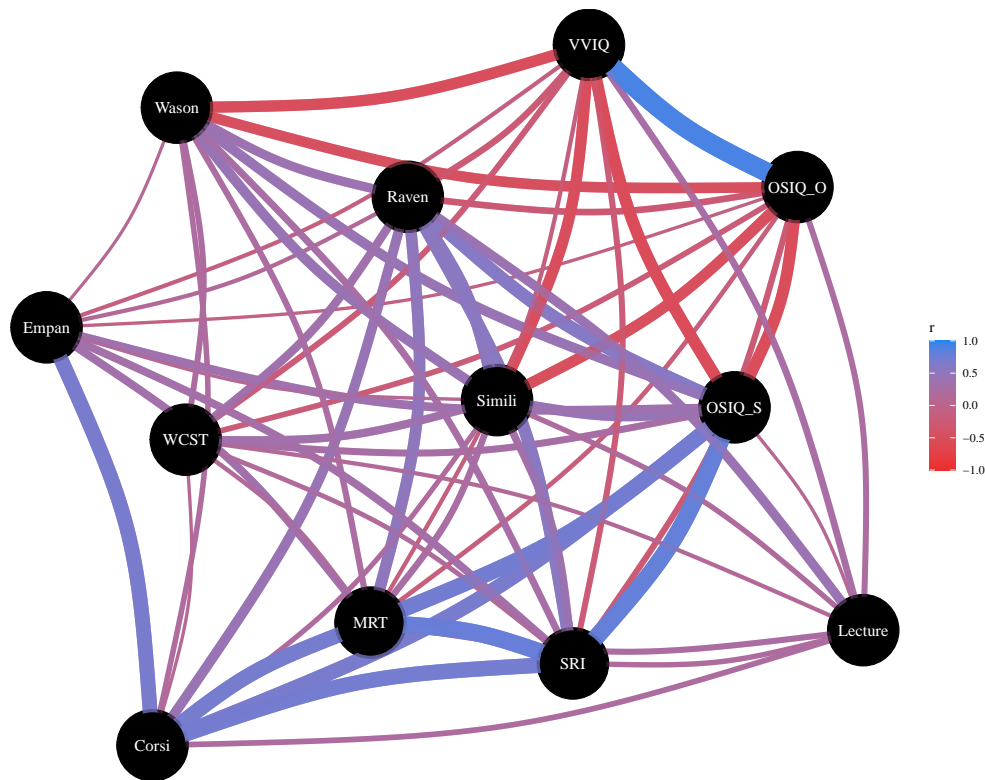 VVIQ
Wason
OSIQ_O
Raven
Empan
r
1.0
0.5
0.0
−0.5
−1.0
Simili
OSIQ_S
WCST
MRT
Lecture
SRI
Corsi